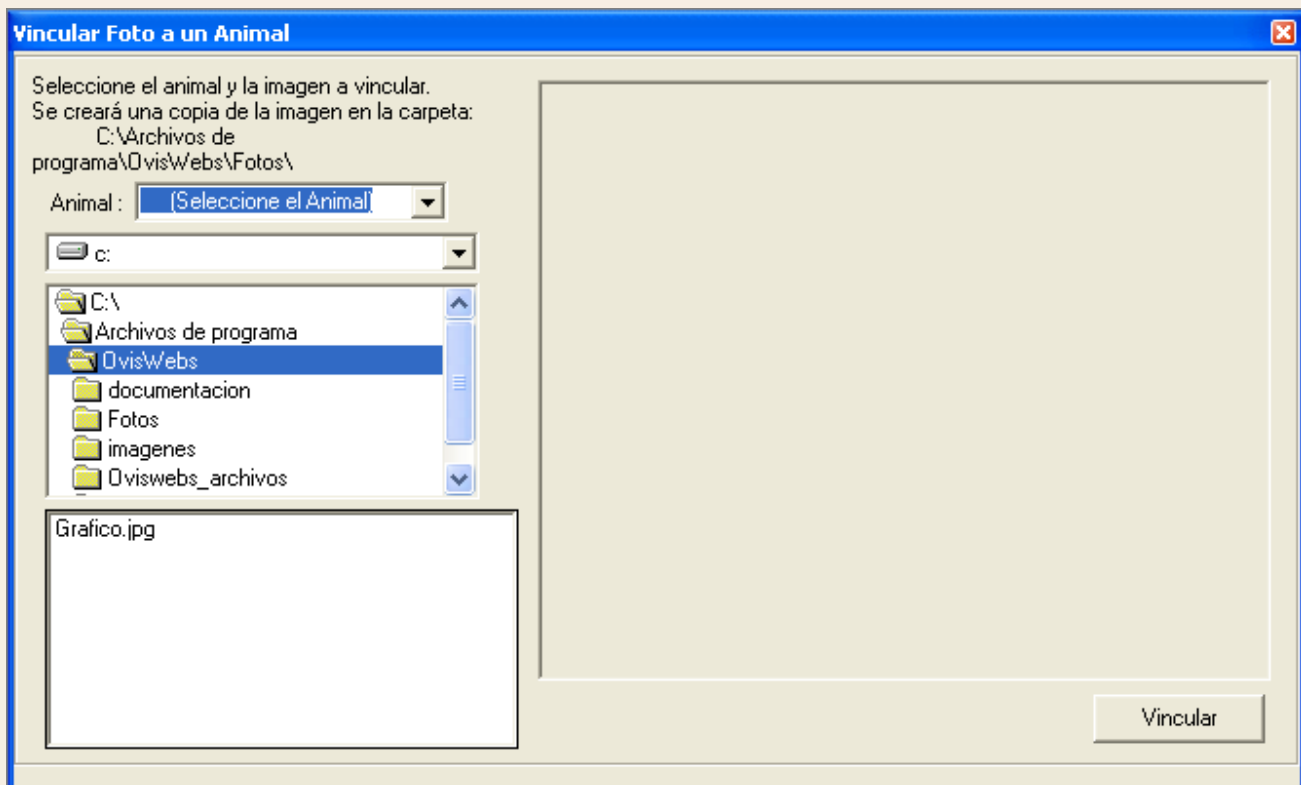 Vincular Foto a un Animal
Seleccione el animal y la imagen a vincular.
Se creará una copia de la imagen en la carpeta:
C:\Archivos de
programa\OvisWebs\Fotos\
Animal : (Seleccione el Animal)
c:
C:\
Archivos de programa
OvisWebs
documentacion
Fotos
imagenes
Oviswebs_archivos
Grafico.jpg
Vincular